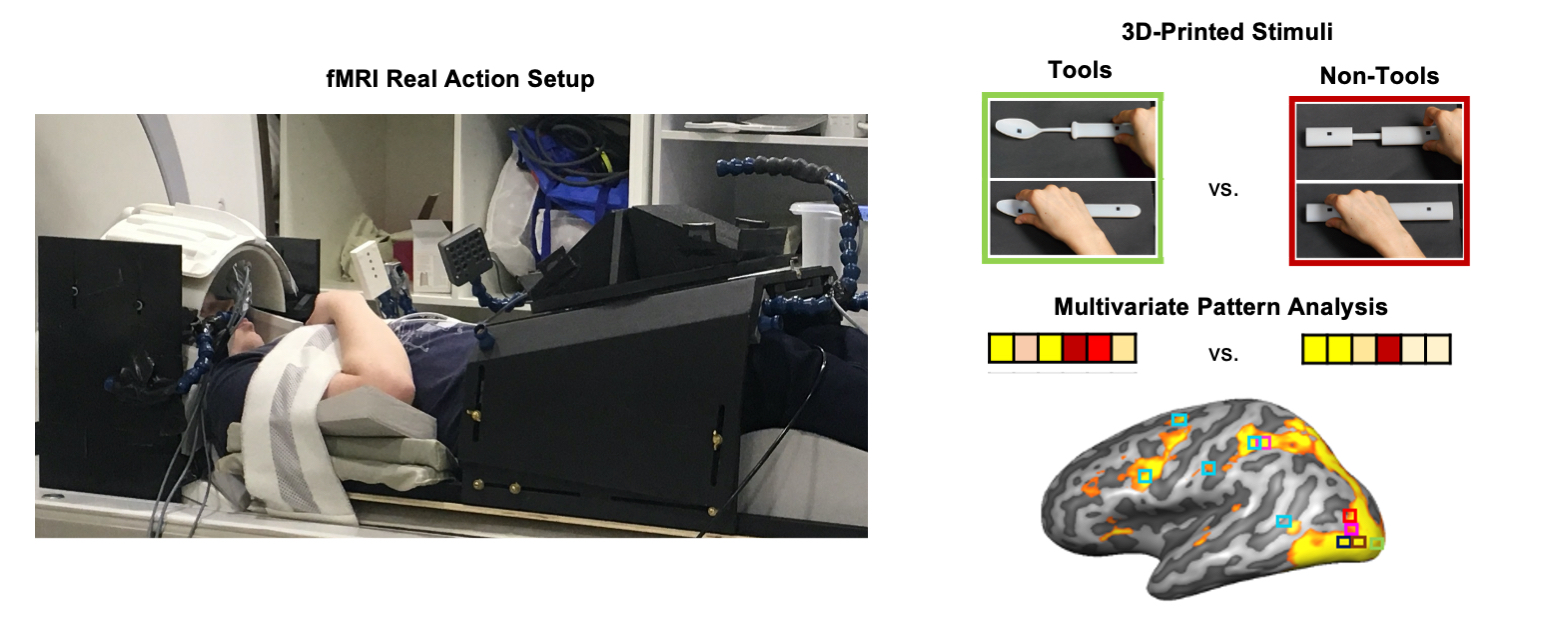 fMRI Real Action Setup
3D-Printed Stimuli
Tools
Non-Tools
vs.
Multivariate Pattern Analysis
vs.